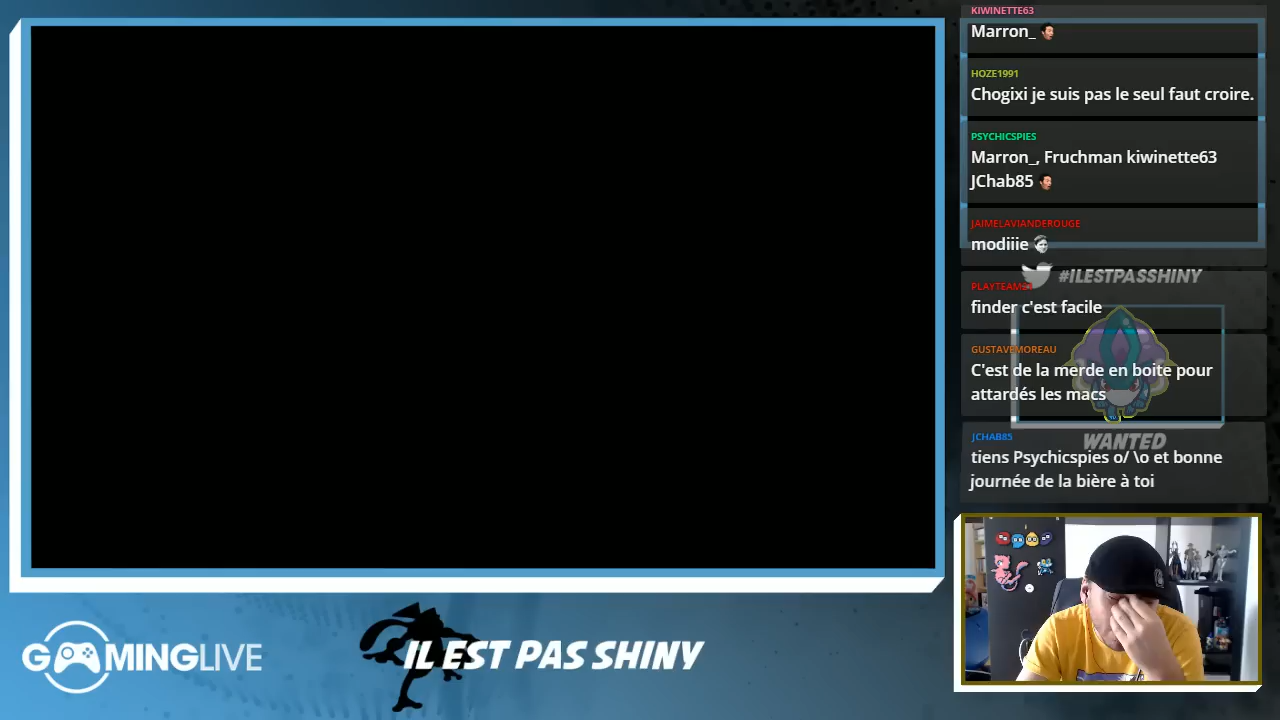 KIWINETTE63
Marron_
HOZE1991
Chogixi je suis pas le seul faut croire.
PSYCHICSPIES
Marron_, Fruchman kiwinette63
JChab85
JAIMELAVIANDEROUGE
modiiie
#ILESTPASSHINY
finder c'est facile
GUSTAVEMOREAU
C'est de la merde en boite pour
attardés les macs
WANTED
JCHAB85
tiens Psychicspies o/ \o et bonne
journée de la bière à toi
GAMINGLIVE
IL EST PAS SHINY